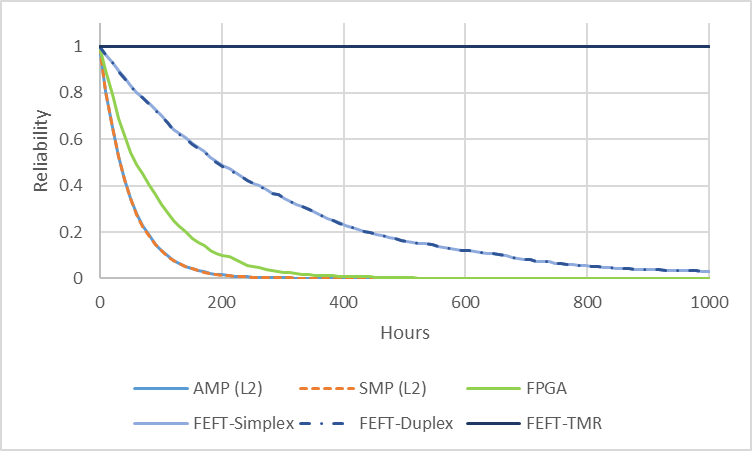 1
0.8
0.6
0.4
0.2
0
Reliability
0 200 400 600 800 1000
Hours
AMP (L2) SMP (L2) FPGA
FEFT-Simplex FEFT-Duplex FEFT-TMR